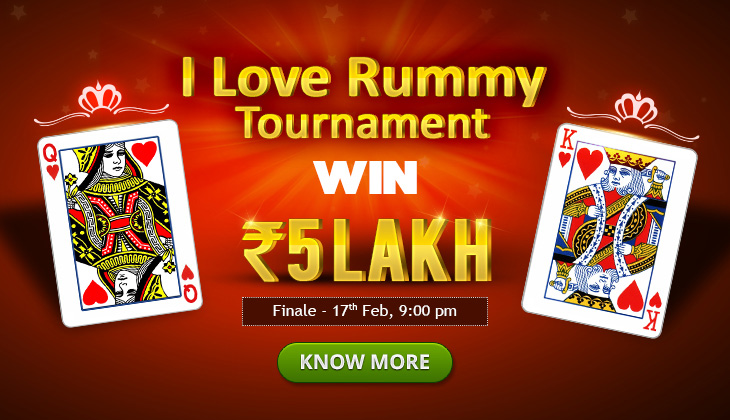 I Love Rummy
Tournament
WIN
₹5 LAKH
Finale - 17th Feb, 9:00 pm
KNOW MORE
Q
Q
K
K